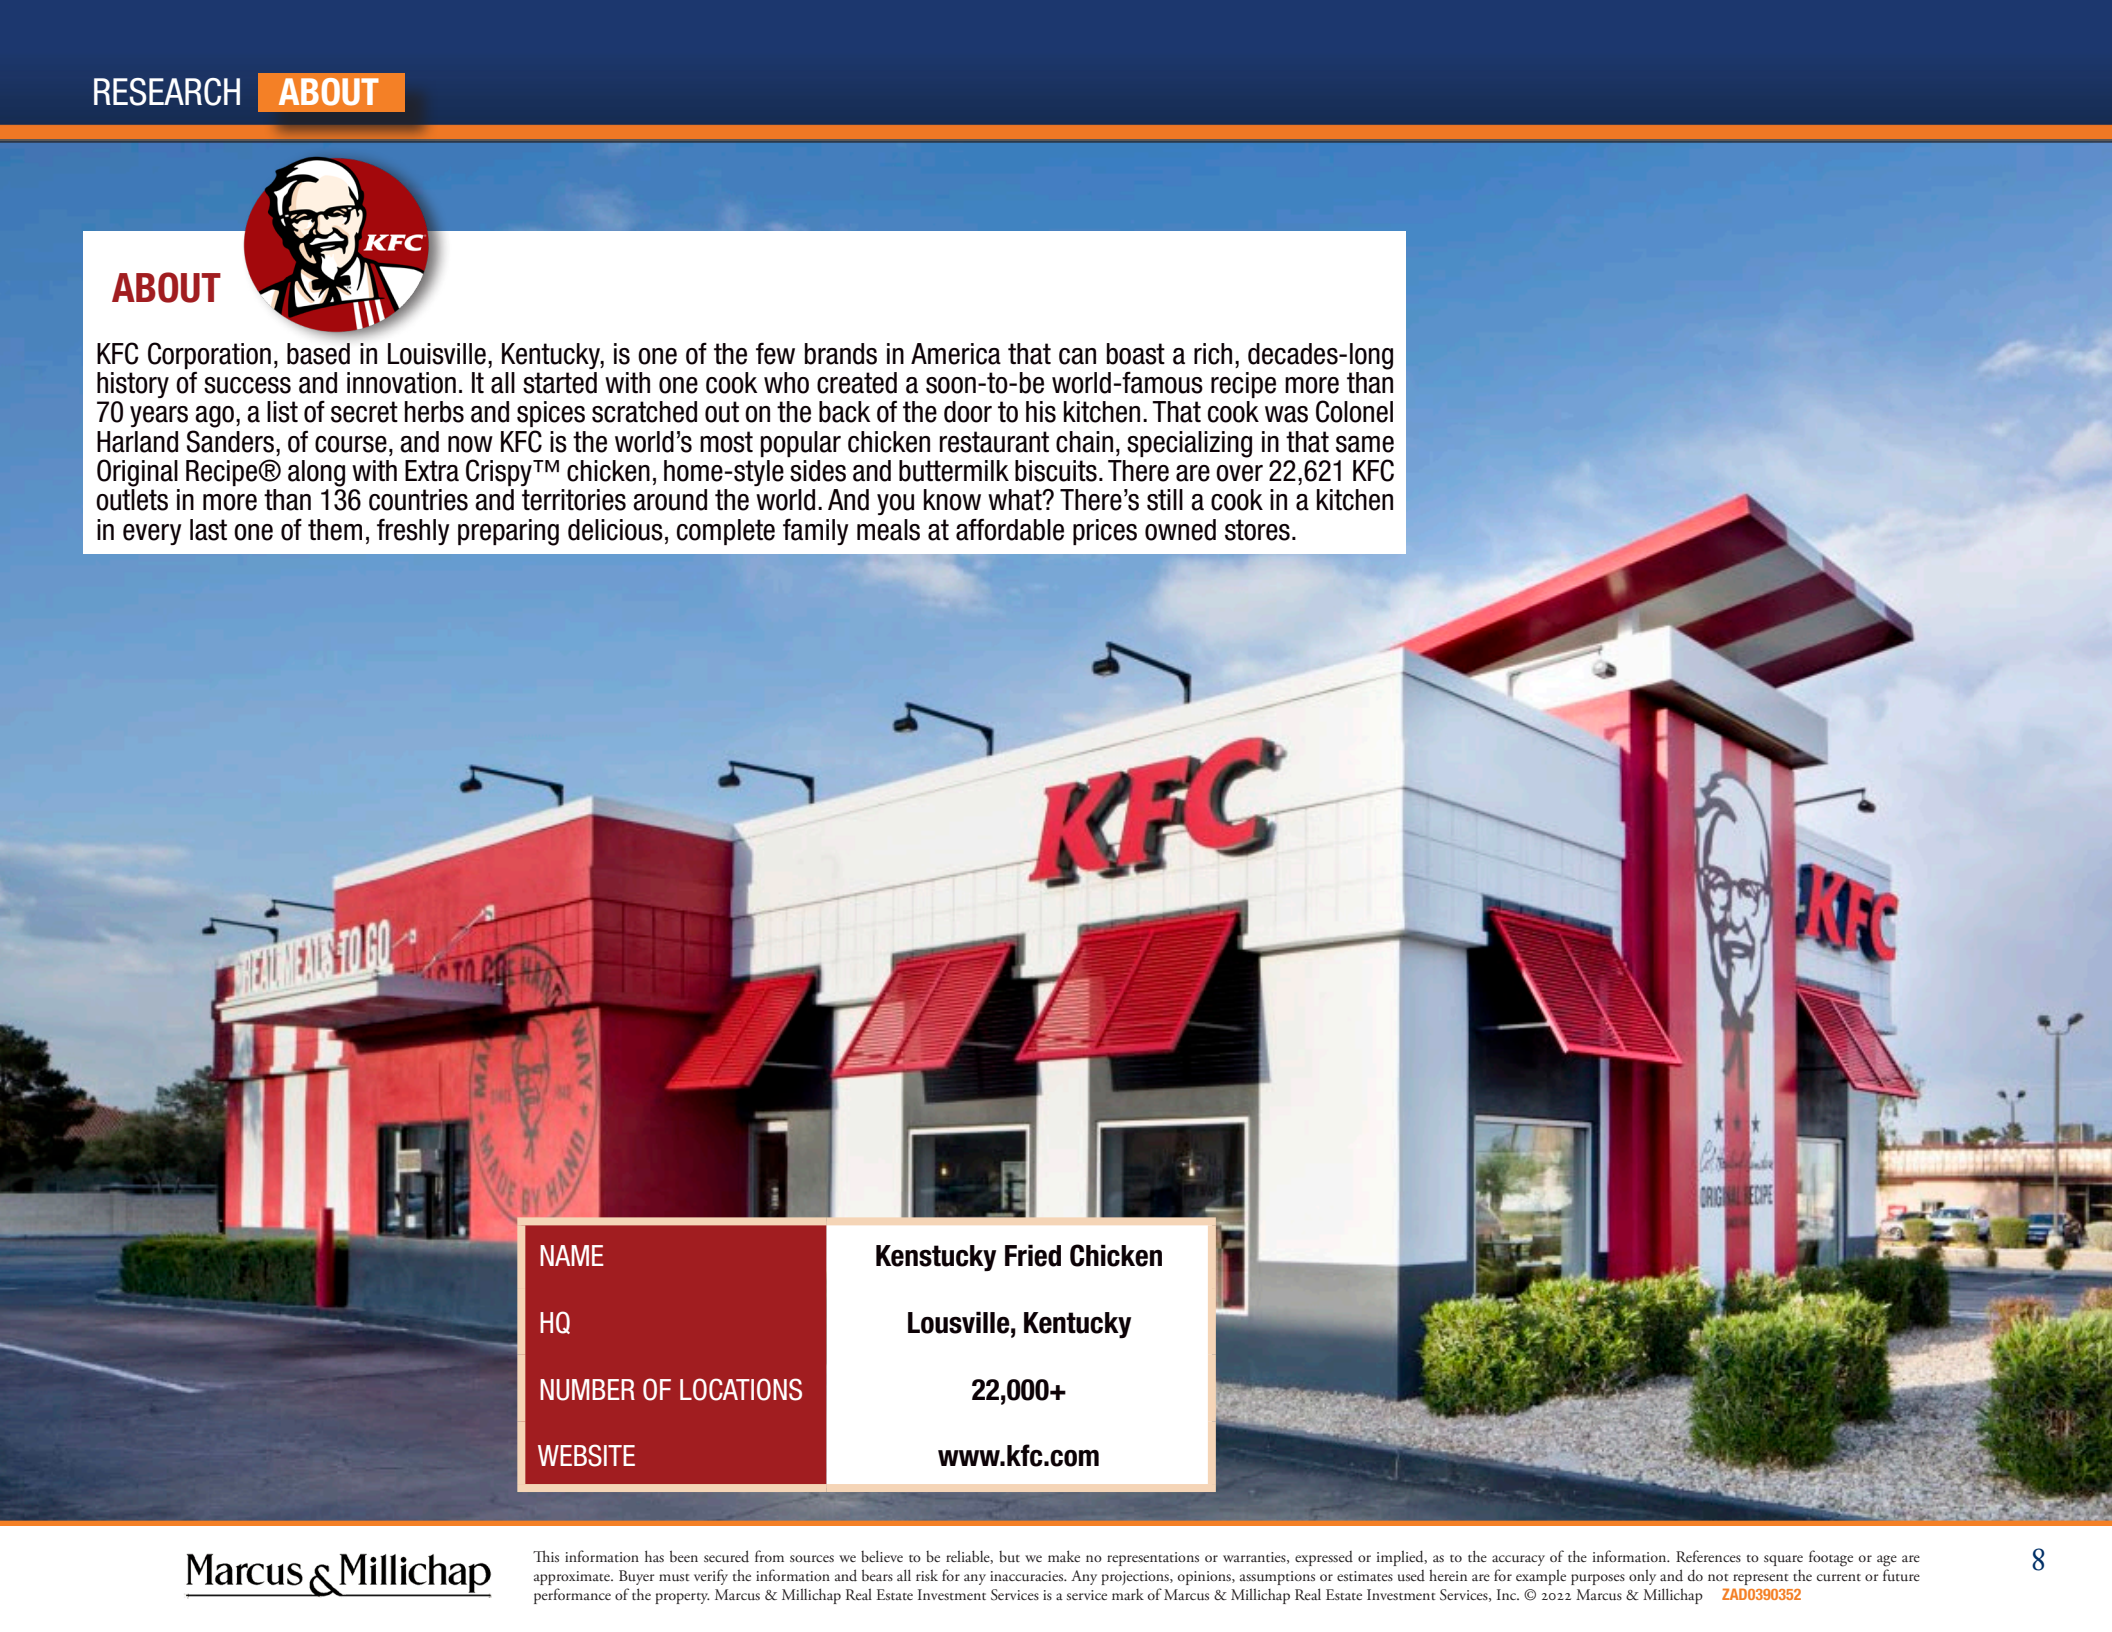 RESEARCH ABOUT
KFC
ABOUT
KFC Corporation, based in Louisville, Kentucky, is one of the few brands in America that can boast a rich, decades-long
history of success and innovation. It all started with one cook who created a soon-to-be world-famous recipe more than
70 years ago, a list of secret herbs and spices scratched out on the back of the door to his kitchen. That cook was Colonel
Harland Sanders, of course, and now KFC is the world's most popular chicken restaurant chain, specializing in that same
Original Recipe® along with Extra Crispy™ chicken, home-style sides and buttermilk biscuits. There are over 22,621 KFC
outlets in more than 136 countries and territories around the world. And you know what? There's still a cook in a kitchen
in every last one of them, freshly preparing delicious, complete family meals at affordable prices owned stores.
KFC
KFC
REAL MEALS TO GO
HARD WAY
MADE BY HAND
ORIGINAL RECIPE
NAME Kenstucky Fried Chicken
HQ Lousville, Kentucky
NUMBER OF LOCATIONS 22,000+
WEBSITE www.kfc.com
Marcus & Millichap
This information has been secured from sources we believe to be reliable, but we make no representations or warranties, expressed or implied, as to the accuracy of the information. References to square footage or age are
approximate. Buyer must verify the information and bears all risk for any inaccuracies. Any projections, opinions, assumptions or estimates used herein are for example purposes only and do not represent the current or future
performance of the property. Marcus & Millichap Real Estate Investment Services is a service mark of Marcus & Millichap Real Estate Investment Services, Inc. © 2022 Marcus & Millichap ZAD0390352
8